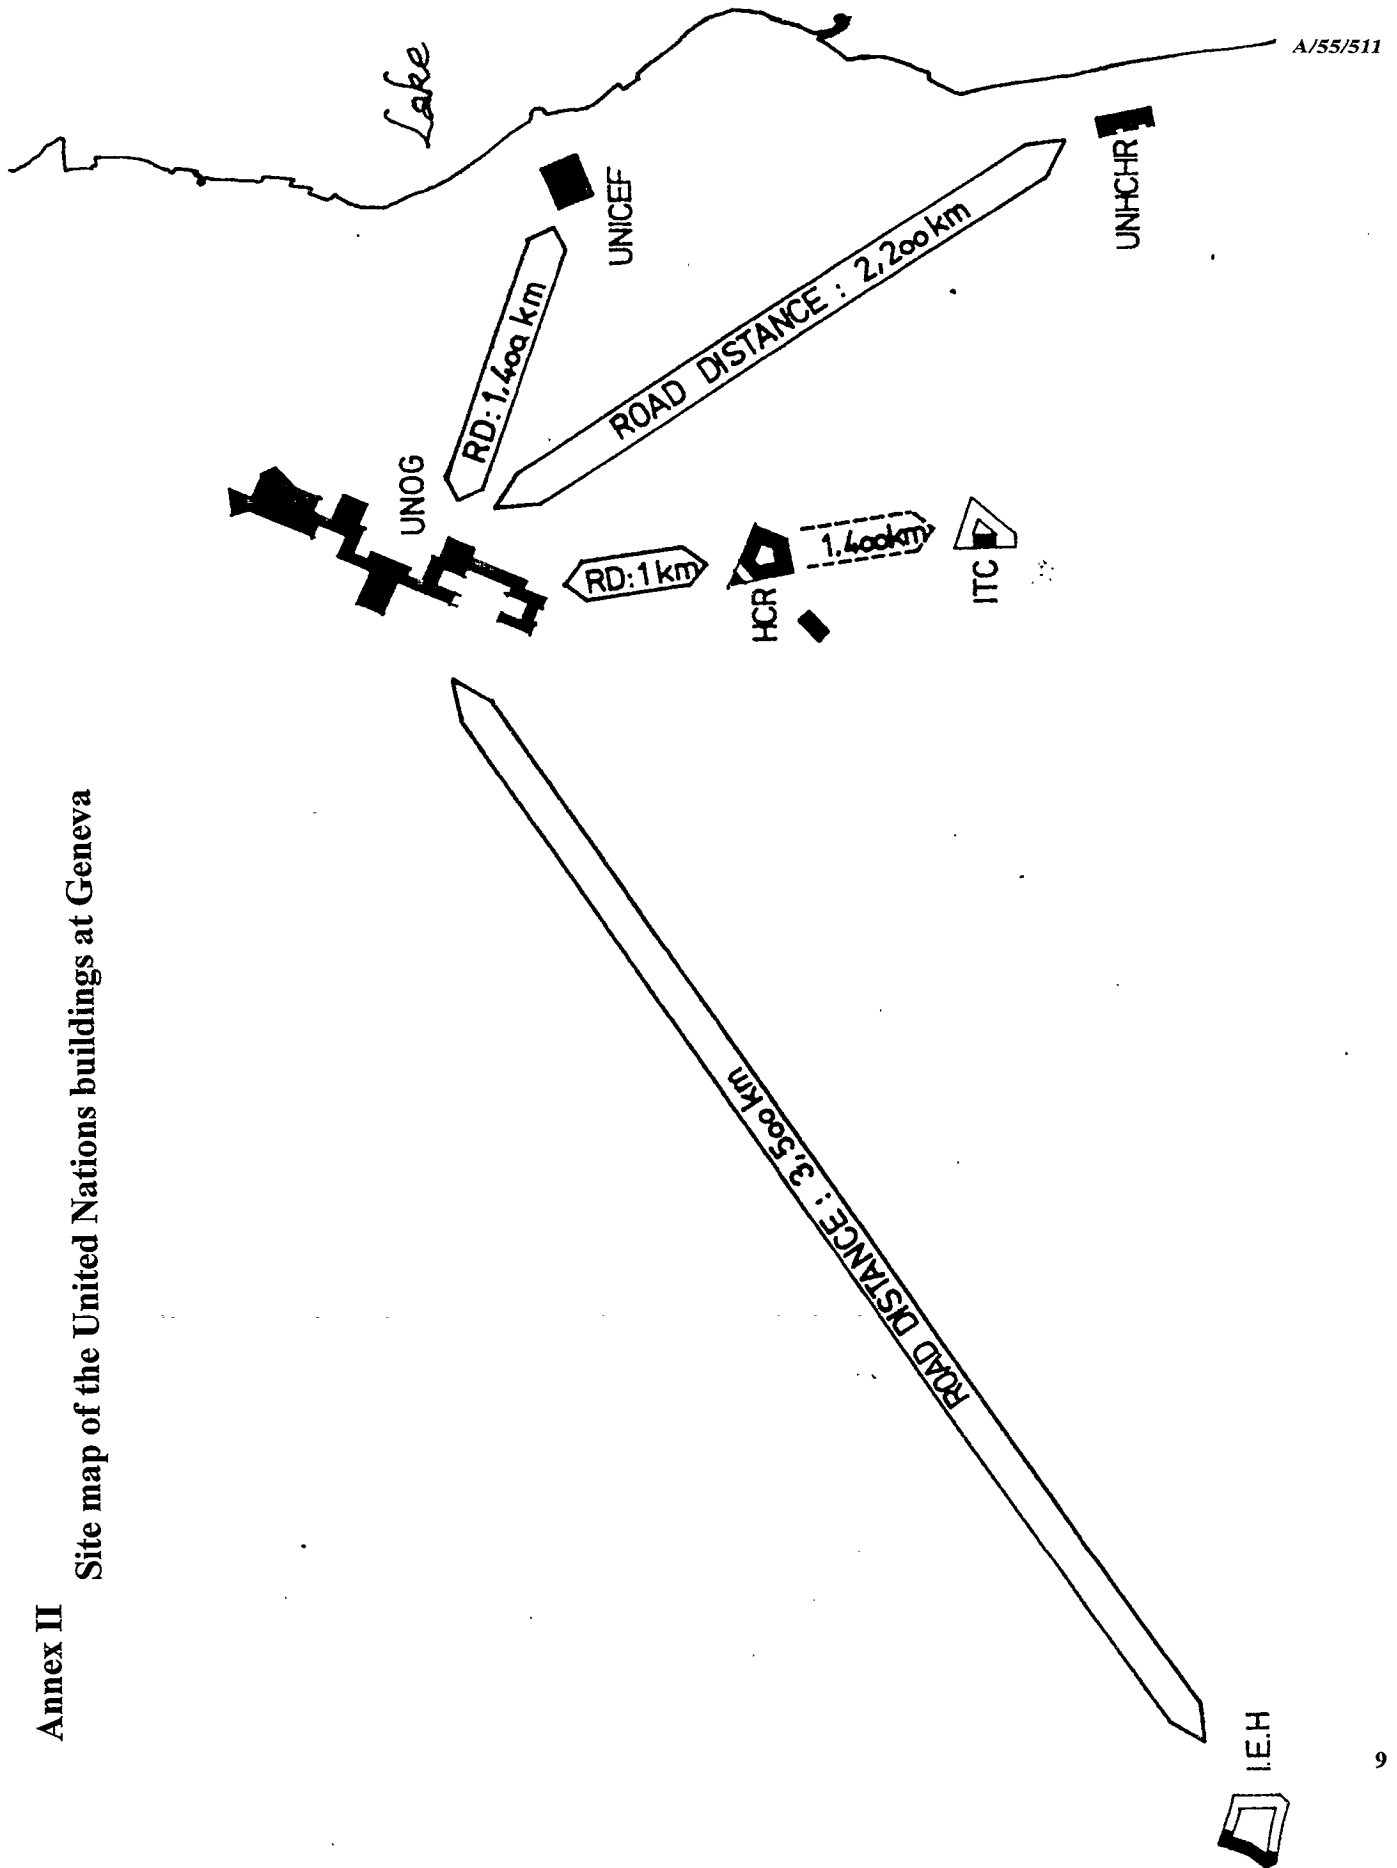 A/55/511
Annex II
Site map of the United Nations buildings at Geneva
Lake
UNICEF
RD: 1,400 km
UNOG
ROAD DISTANCE : 2,200 km
UNHCHR
RD: 1 km
HCR
1.400km
ITC
ROAD DISTANCE : 3,500 km
I.E.H
9